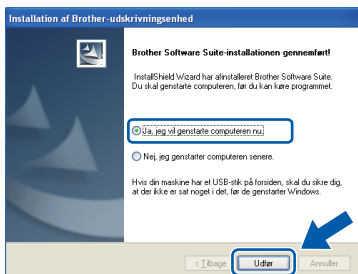 Installation af Brother-udskrivningsenhed
Brother Software Suite-installationen gennemført!
InstallShield Wizard har afinstalleret Brother Software Suite.
Du skal genstarte computeren, før du kan køre programmet.
Ja, jeg vil genstarte computeren nu.
Nej, jeg genstarter computeren senere.
Hvis din maskine har et USB-stik på forsiden, skal du sikre dig,
at der ikke er sat noget i det, før de genstarter Windows.
< Tilbage
Udfør
Annuller